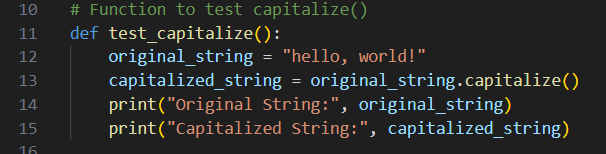 10 # Function to test capitalize()
11 def test_capitalize():
12     original_string = "hello, world!"
13     capitalized_string = original_string.capitalize()
14     print("Original String:", original_string)
15     print("Capitalized String:", capitalized_string)
16